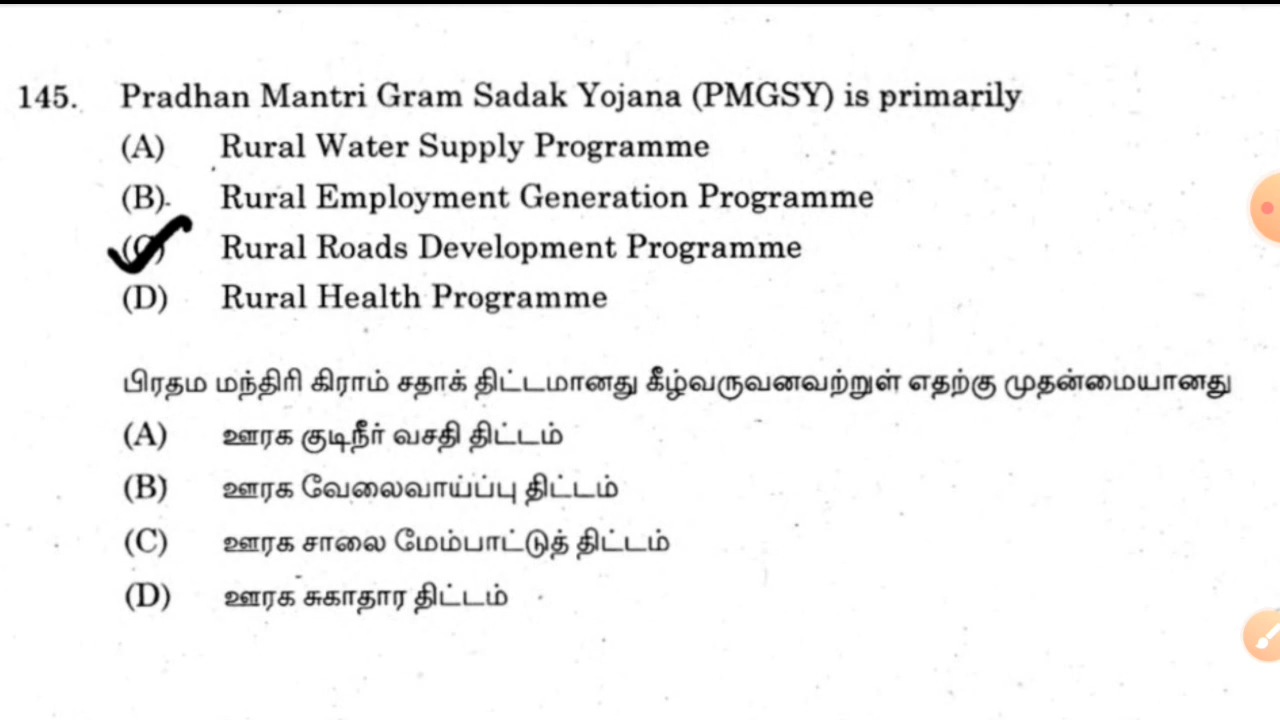 145. Pradhan Mantri Gram Sadak Yojana (PMGSY) is primarily
(A) Rural Water Supply Programme
(B) Rural Employment Generation Programme
(C) Rural Roads Development Programme
(D) Rural Health Programme
பிரதம மந்திரி கிராம் சதாக் திட்டமானது கீழ்வருவனவற்றுள் எதற்கு முதன்மையானது
(A) ஊரக குடிநீர் வசதி திட்டம்
(B) ஊரக வேலைவாய்ப்பு திட்டம்
(C) ஊரக சாலை மேம்பாட்டுத் திட்டம்
(D) ஊரக சுகாதார திட்டம்